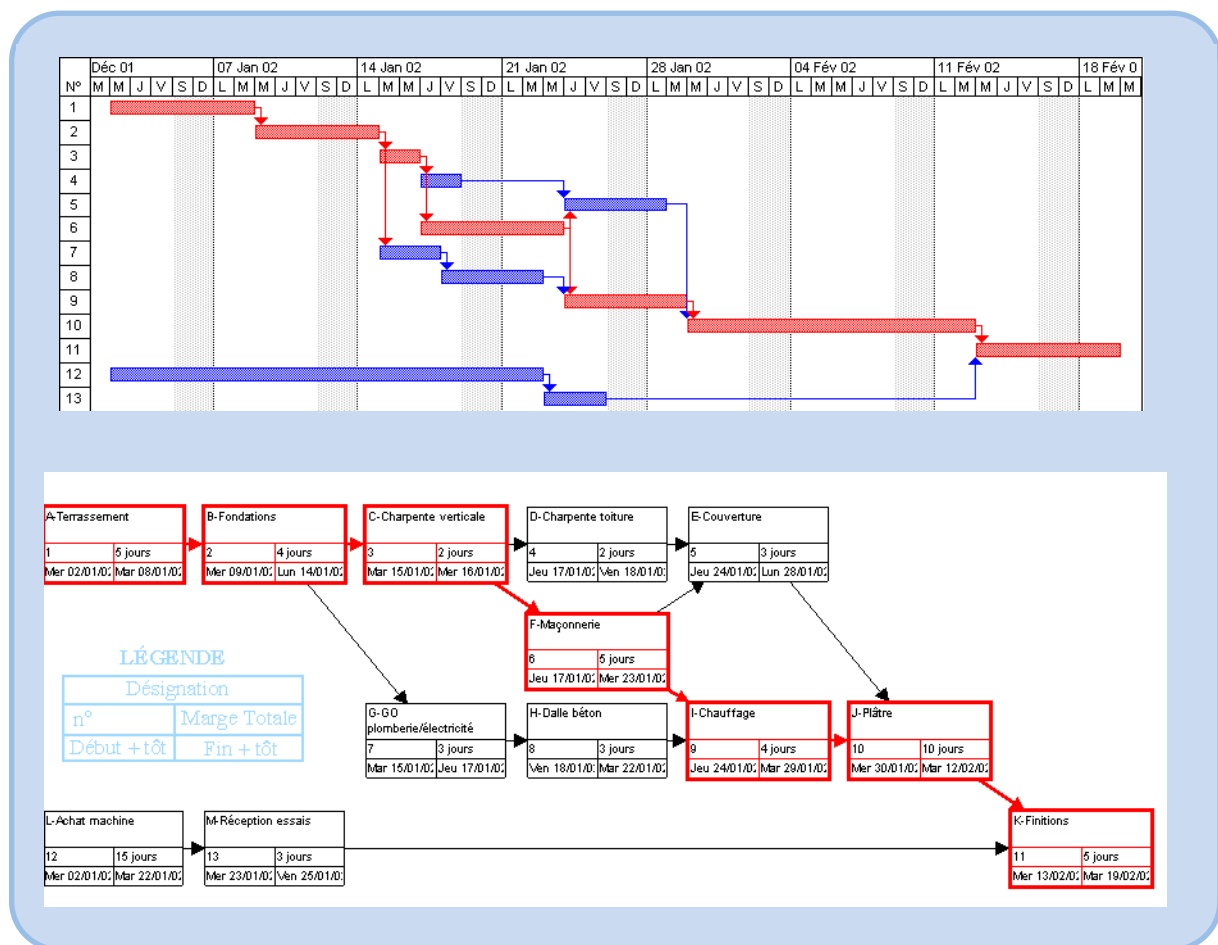 Déc 01 07 Jan 02 14 Jan 02 21 Jan 02 28 Jan 02 04 Fév 02 11 Fév 02 18 Fév 0
N° M M J V S D L M M J V S D L M M J V S D L M M J V S D L M M J V S D L M M J V S D L M M J V S D L M M
1
2
3
4
5
6
7
8
9
10
11
12
13
A-Terrassement B-Fondations C-Charpente verticale D-Charpente toiture E-Couverture
1 5 jours 2 4 jours 3 2 jours 4 2 jours 5 3 jours
Mer 02/01/02 Mar 08/01/02 Mer 09/01/02 Lun 14/01/02 Mar 15/01/02 Mer 16/01/02 Jeu 17/01/02 Ven 18/01/0 Jeu 24/01/02 Lun 28/01/02
F-Maçonnerie
6 5 jours
Jeu 17/01/02 Mer 23/01/02
LÉGENDE
Désignation
n° Marge Totale
Début +tôt Fin +tôt
G-GO
plomberie/électricité
7 3 jours
Mar 15/01/02 Jeu 17/01/02
H-Dalle béton
8 3 jours
Ven 18/01/0 Mar 22/01/02
I-Chauffage
9 4 jours
Jeu 24/01/02 Mar 29/01/02
J-Plâtre
10 10 jours
Mer 30/01/02 Mar 12/02/02
L-Achat machine M-Réception essais K-Finitions
12 15 jours 13 3 jours 11 5 jours
Mer 02/01/02 Mar 22/01/02 Mer 23/01/02 Ven 25/01/0 Mer 13/02/02 Mar 19/02/02